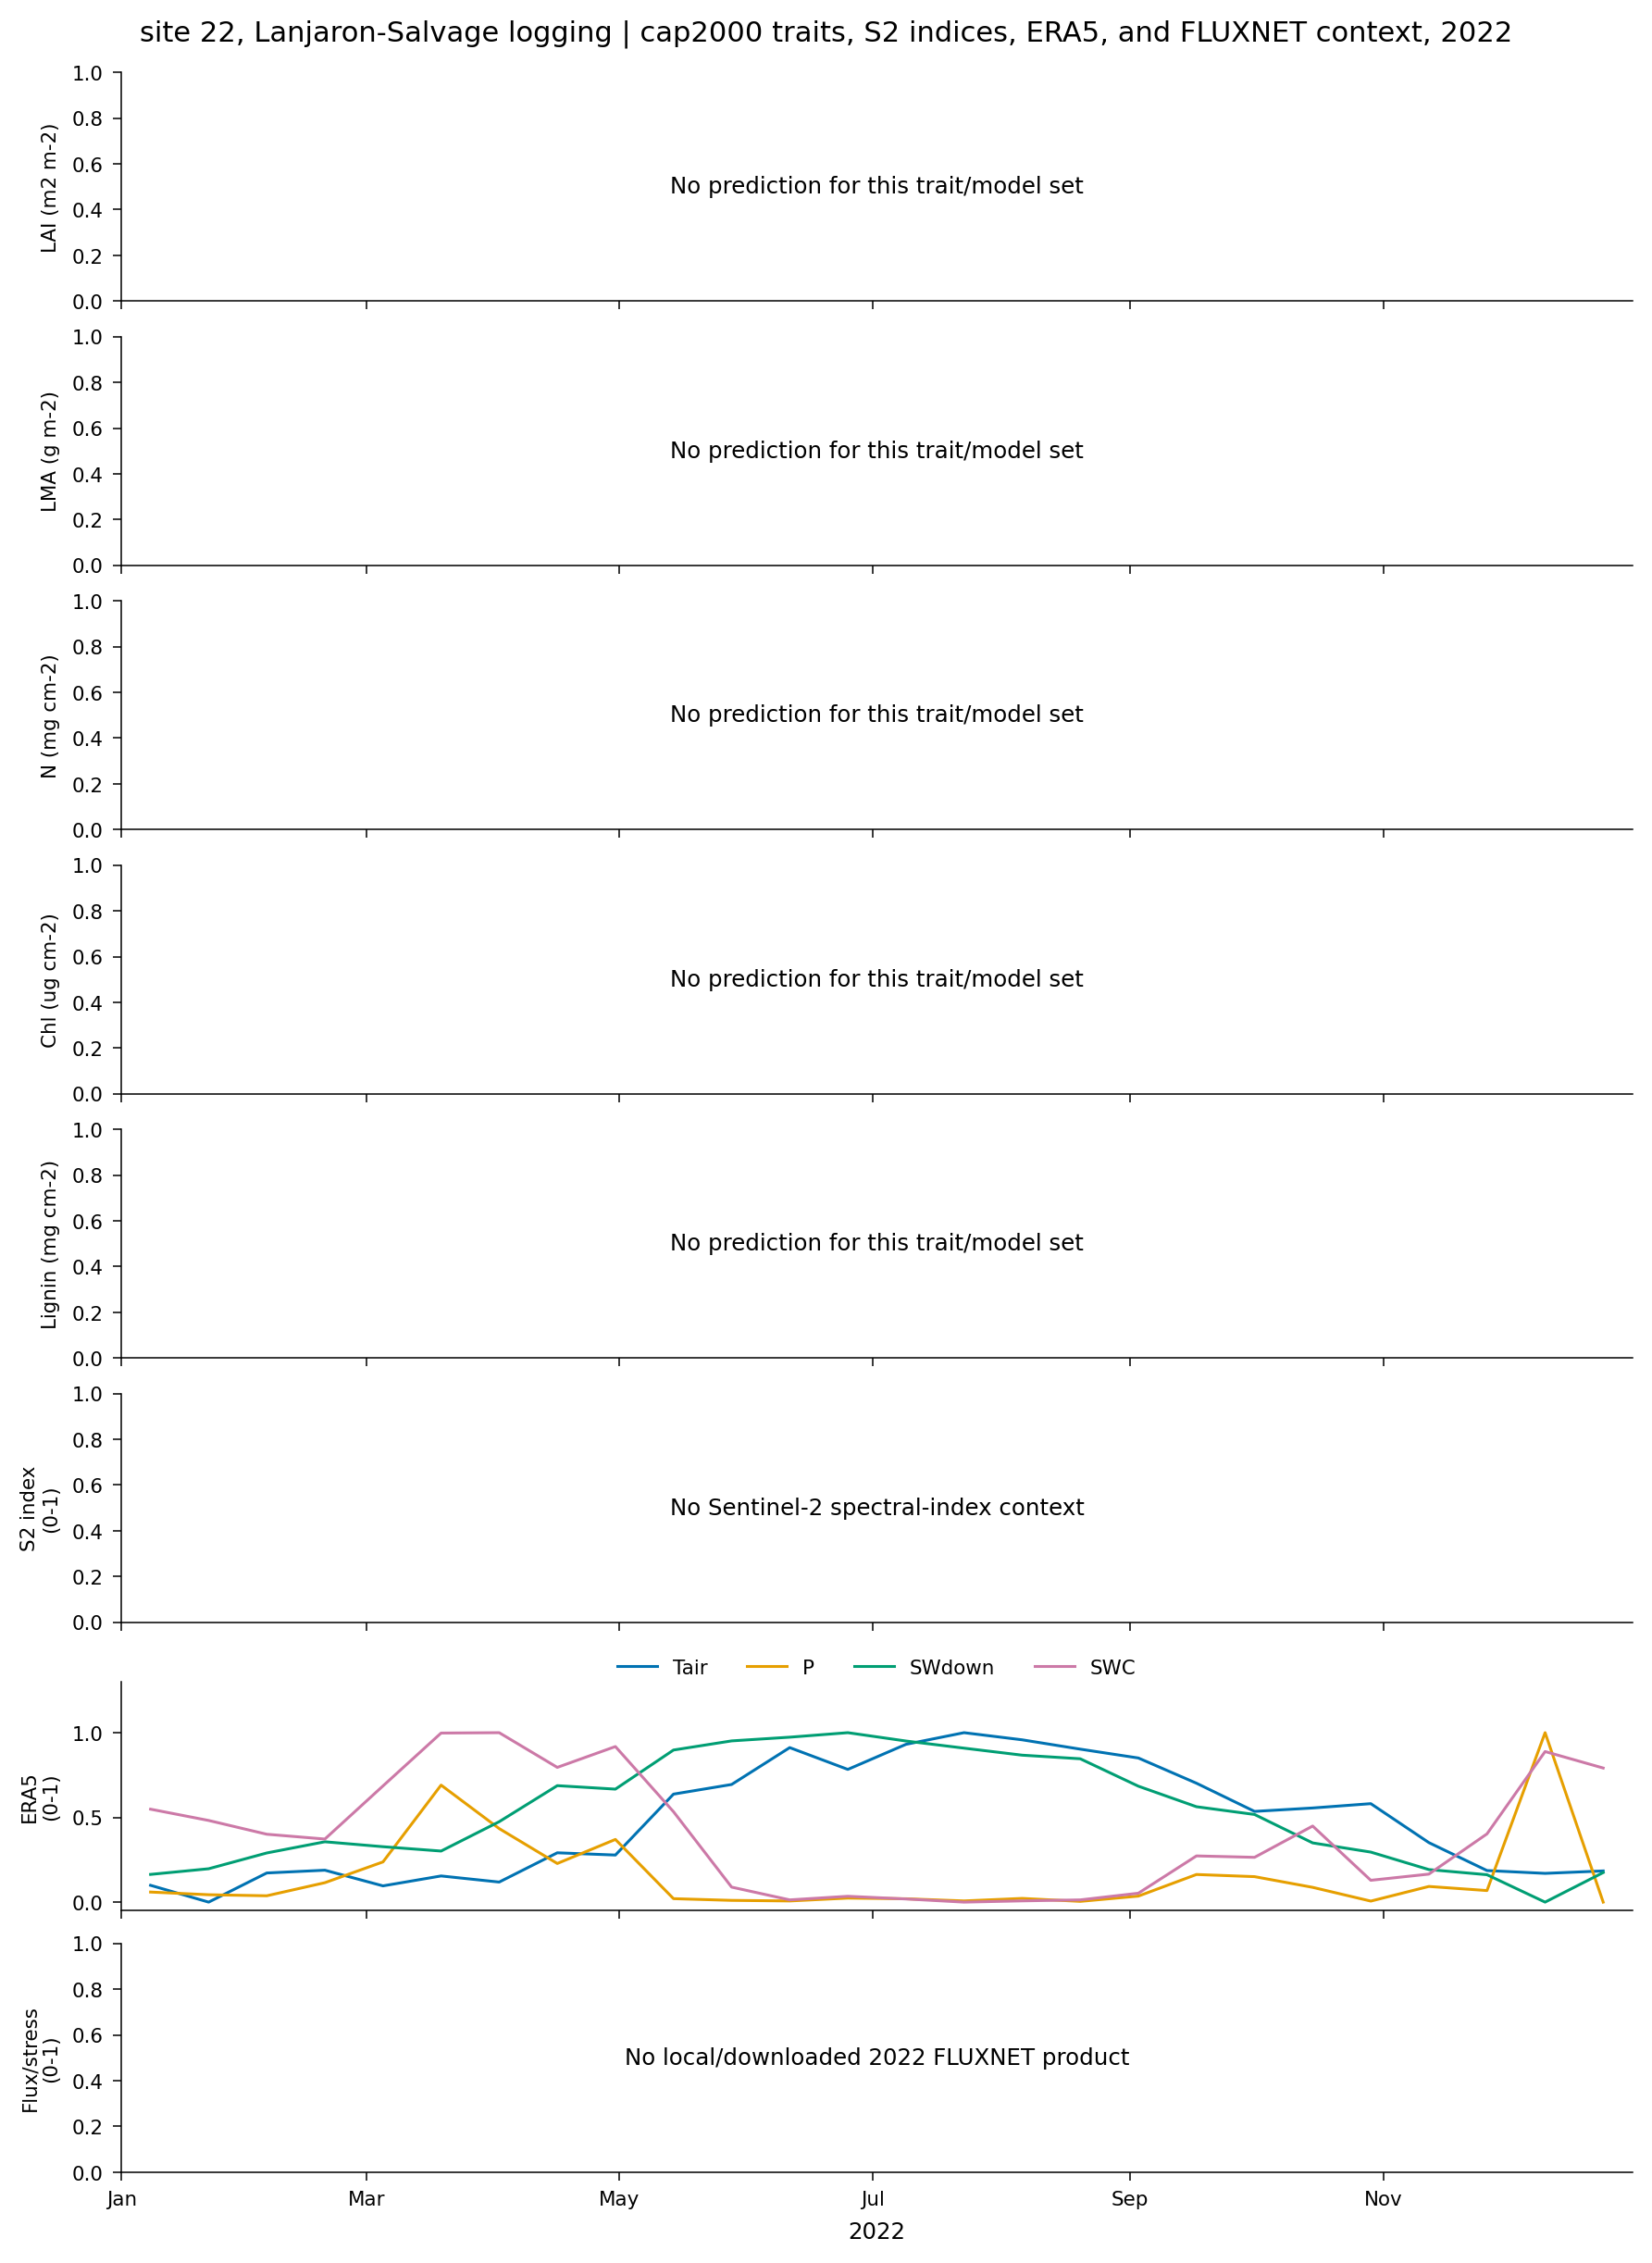 site 22, Lanjaron-Salvage logging | cap2000 traits, S2 indices, ERA5, and FLUXNET context, 2022
1.0
0.8
0.6
0.4
0.2
0.0
LAI (m2 m-2)
No prediction for this trait/model set
1.0
0.8
0.6
0.4
0.2
0.0
LMA (g m-2)
No prediction for this trait/model set
1.0
0.8
0.6
0.4
0.2
0.0
N (mg cm-2)
No prediction for this trait/model set
1.0
0.8
0.6
0.4
0.2
0.0
Chl (ug cm-2)
No prediction for this trait/model set
1.0
0.8
0.6
0.4
0.2
0.0
Lignin (mg cm-2)
No prediction for this trait/model set
1.0
0.8
0.6
0.4
0.2
0.0
S2 index
(0-1)
No Sentinel-2 spectral-index context
Tair P SWdown SWC
1.0
0.5
0.0
ERA5
(0-1)
1.0
0.8
0.6
0.4
0.2
0.0
Flux/stress
(0-1)
No local/downloaded 2022 FLUXNET product
Jan Mar May Jul Sep Nov
2022